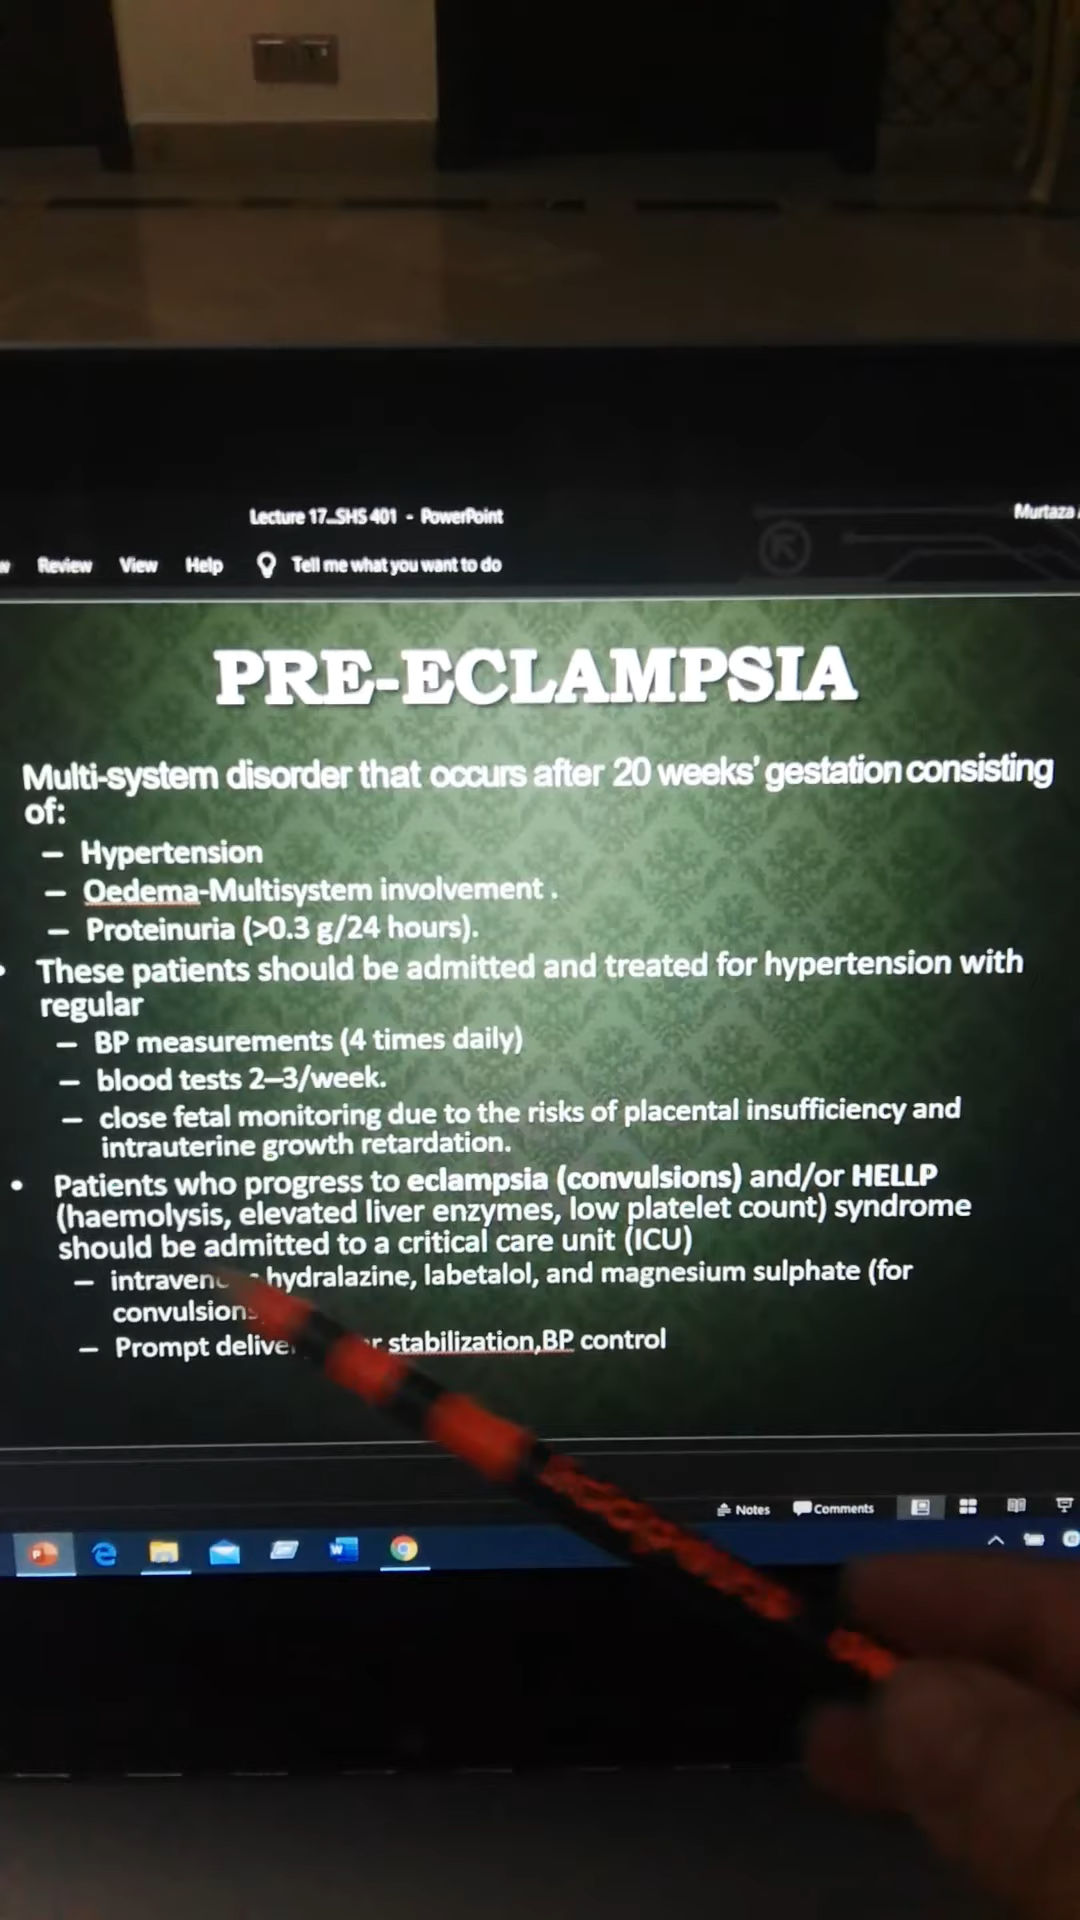 Lecture 17...SHS 401 - PowerPoint
Murtaza
Review View Help Tell me what you want to do
PRE-ECLAMPSIA
Multi-system disorder that occurs after 20 weeks' gestation consisting
of:
– Hypertension
– Oedema-Multisystem involvement .
– Proteinuria (>0.3 g/24 hours).
These patients should be admitted and treated for hypertension with
regular
– BP measurements (4 times daily)
– blood tests 2–3/week.
– close fetal monitoring due to the risks of placental insufficiency and
intrauterine growth retardation.
• Patients who progress to eclampsia (convulsions) and/or HELLP
(haemolysis, elevated liver enzymes, low platelet count) syndrome
should be admitted to a critical care unit (ICU)
– hydralazine, labetalol, and magnesium sulphate (for
– Prompt stabilization,BP control
Notes Comments